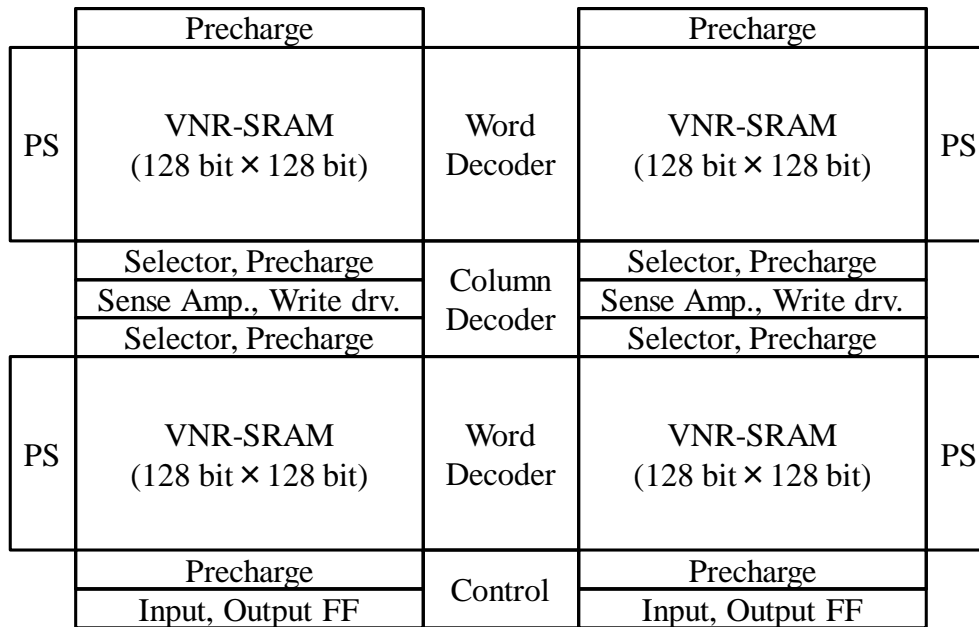 Precharge
Precharge
PS
VNR-SRAM
(128 bit × 128 bit)
Word
Decoder
VNR-SRAM
(128 bit × 128 bit)
PS
Selector, Precharge
Sense Amp., Write drv.
Selector, Precharge
Column
Decoder
Selector, Precharge
Sense Amp., Write drv.
Selector, Precharge
PS
VNR-SRAM
(128 bit × 128 bit)
Word
Decoder
VNR-SRAM
(128 bit × 128 bit)
PS
Precharge
Input, Output FF
Control
Precharge
Input, Output FF